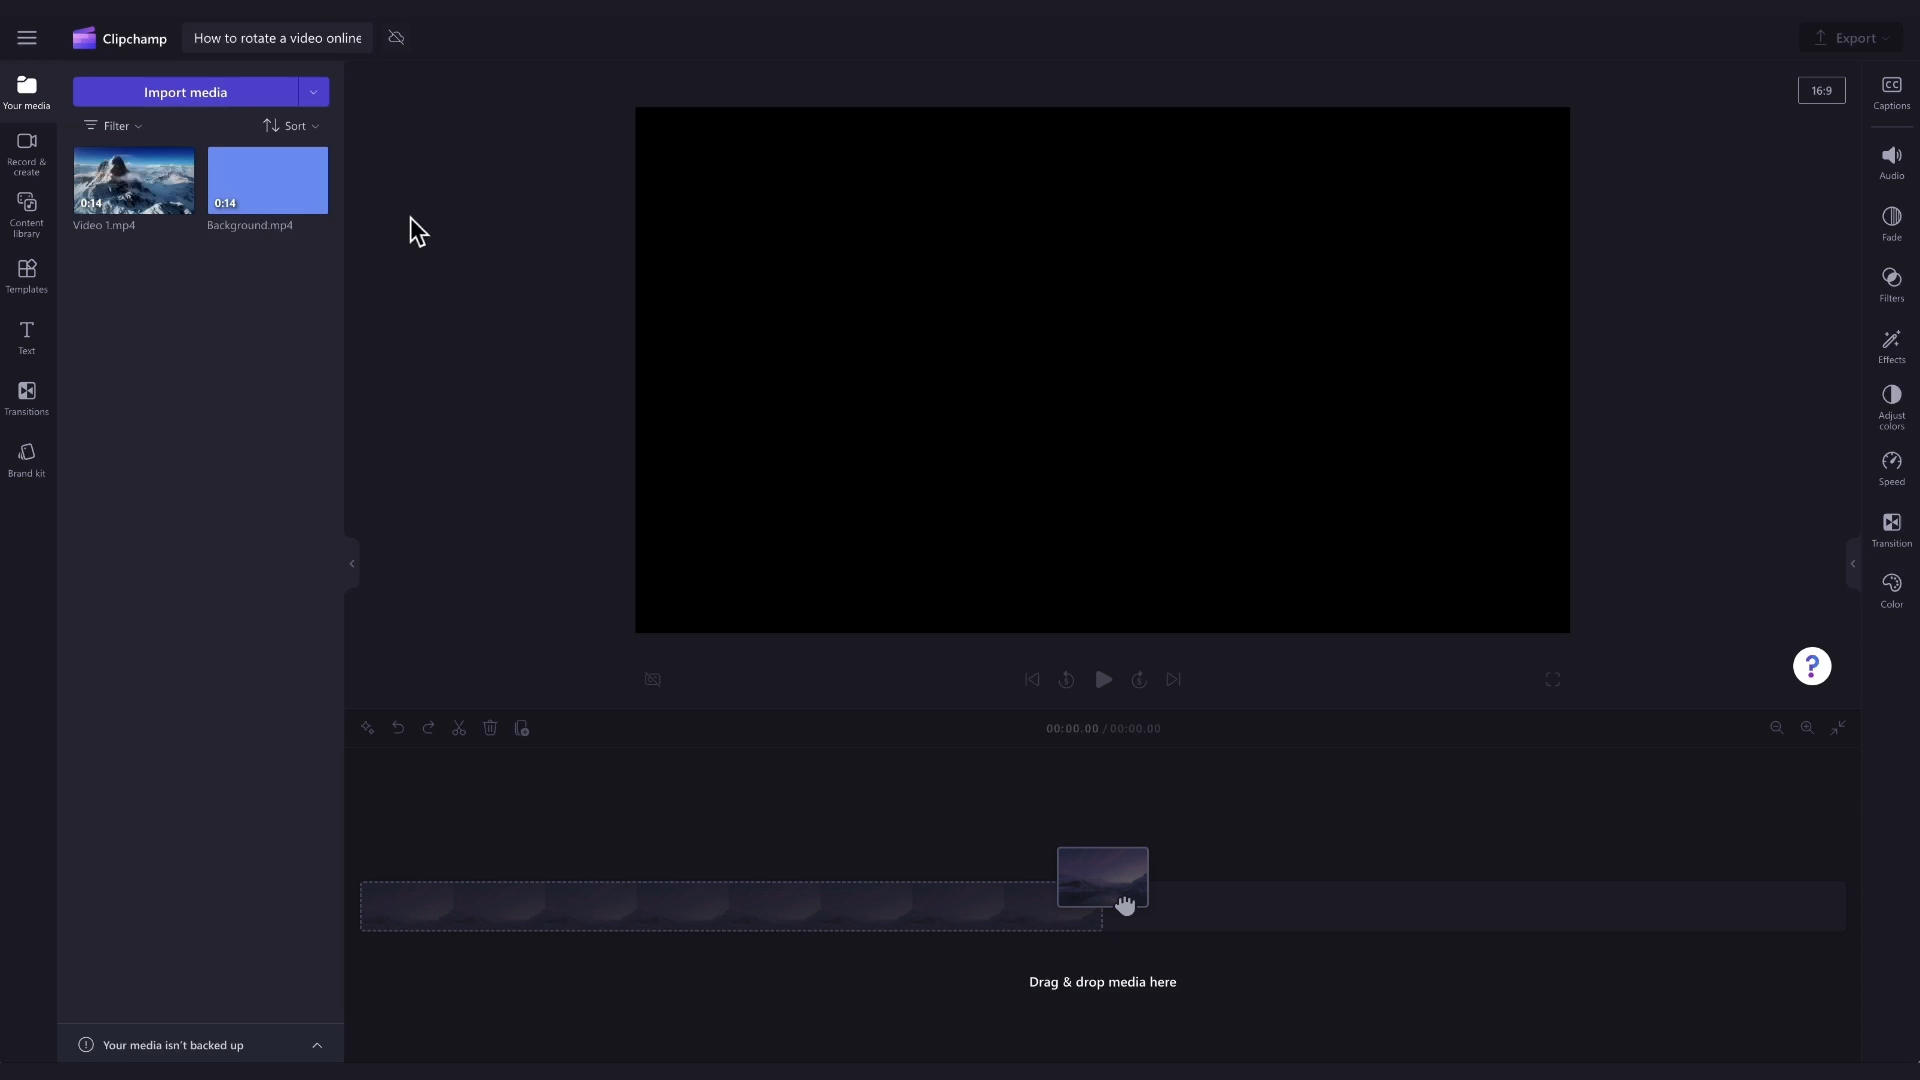 Clipchamp
How to rotate a video online
Export
Your media
Record &
create
Content
library
Templates
Text
Transitions
Brand kit
Import media
Filter
Sort
0:14
Video 1.mp4
0:14
Background.mp4
16:9
Captions
Audio
Fade
Filters
Effects
Adjust
colors
Speed
Transition
Color
?
00:00.00 / 00:00.00
Drag & drop media here
Your media isn't backed up